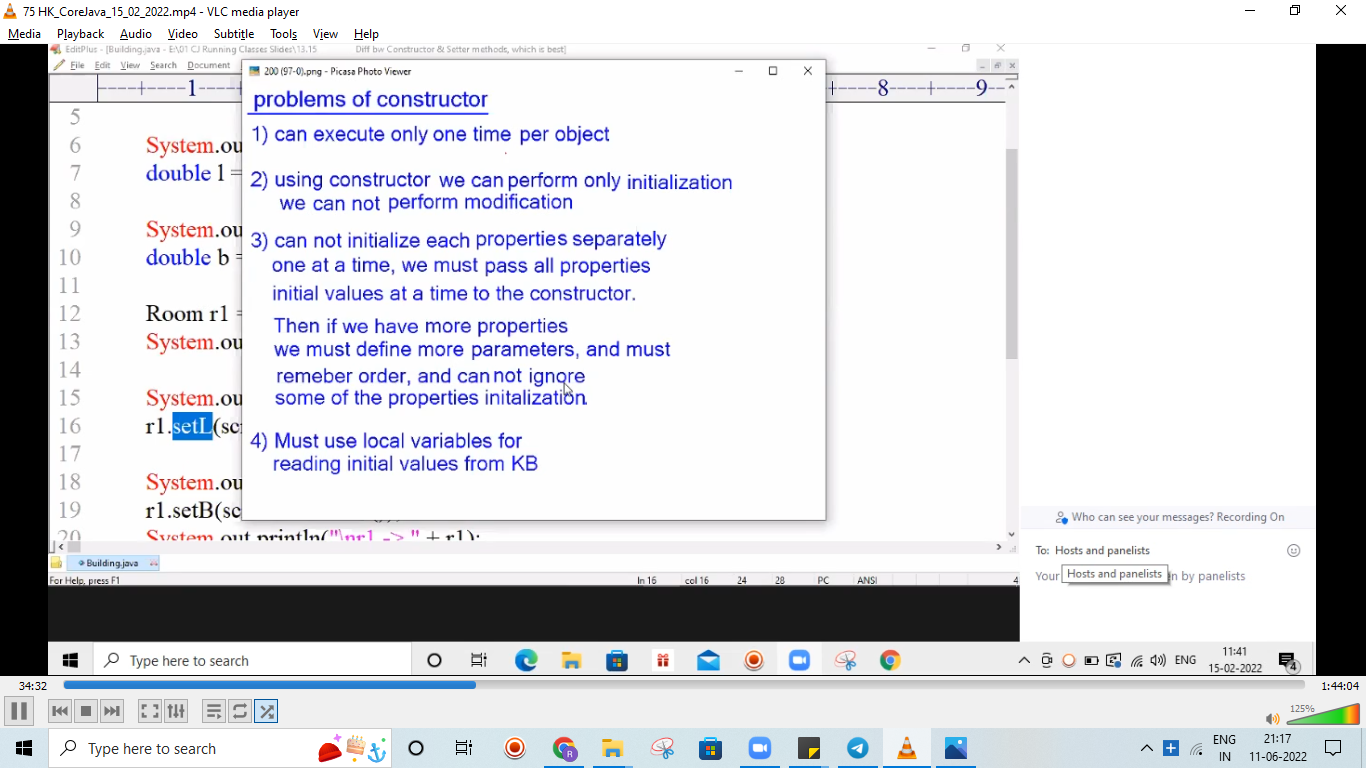 75 HK_CoreJava_15_02_2022.mp4 - VLC media player
Media Playback Audio Video Subtitle Tools View Help
EditPlus - [Building.java - E:\01 CJ Running Classes Slides\13.15 Diff bw Constructor & Setter methods, which is best]
File Edit View Search Document
200 (97-0).png - Picasa Photo Viewer
----+----1---- +----8----+----9--
problems of constructor
1) can execute only one time per object
2) using constructor we can perform only initialization
we can not perform modification
3) can not initialize each properties separately
one at a time, we must pass all properties
initial values at a time to the constructor.
Then if we have more properties
we must define more parameters, and must
remeber order, and can not ignore
some of the properties initalization.
4) Must use local variables for
reading initial values from KB
5
6 System.ou
7 double l =
8
9 System.ou
10 double b =
11
12 Room r1 =
13 System.ou
14
15 System.ou
16 r1.setL(sc
17
18 System.ou
19 r1.setB(sc
20 System.out.println("\nr1 -> " + r1);
Building.java
For Help, press F1 ln 16 col 16 24 28 PC ANSI 4
Who can see your messages? Recording On
To: Hosts and panelists
Your Hosts and panelists n by panelists
Type here to search
ENG 11:41
15-02-2022 4
34:32 1:44:04
125%
Type here to search
R
ENG 21:17
IN 11-06-2022